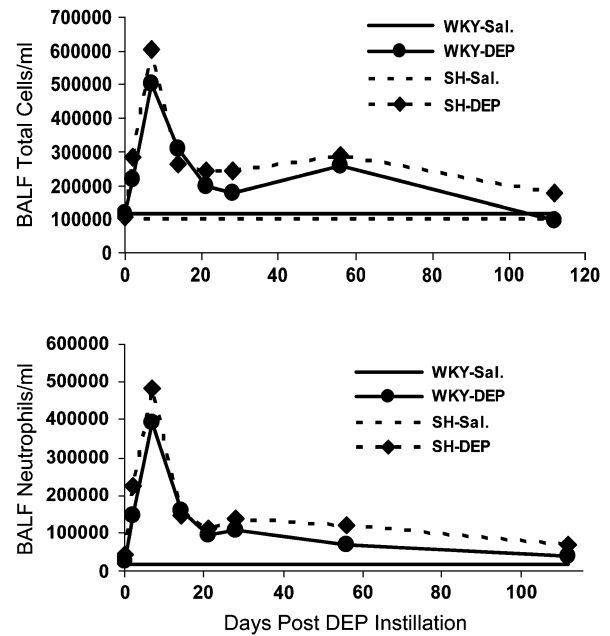 BALF Total Cells/ml
700000
600000
500000
400000
300000
200000
100000
0
0 20 40 60 80 100 120
WKY-Sal.
WKY-DEP
SH-Sal.
SH-DEP
BALF Neutrophils/ml
600000
500000
400000
300000
200000
100000
0
0 20 40 60 80 100
WKY-Sal.
WKY-DEP
SH-Sal.
SH-DEP
Days Post DEP Instillation